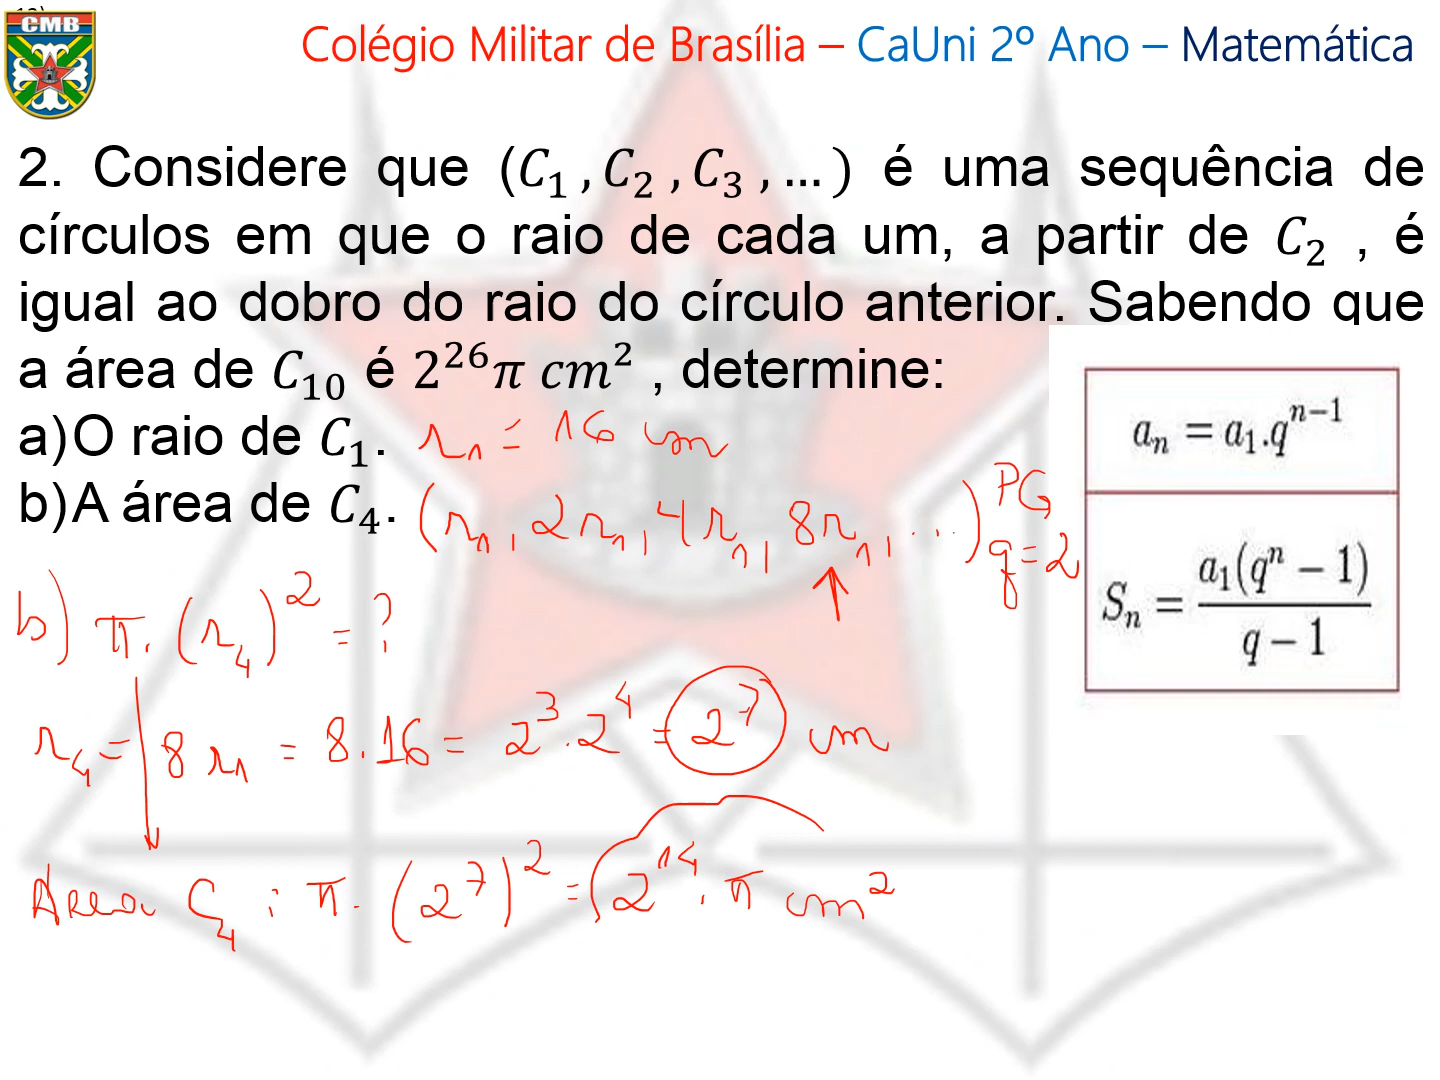 CMB
Colégio Militar de Brasília – CaUni 2º Ano – Matemática
2. Considere que (C₁ , C₂ , C₃ , … ) é uma sequência de
círculos em que o raio de cada um, a partir de C₂ , é
igual ao dobro do raio do círculo anterior. Sabendo que
a área de C₁₀ é 2²⁶π cm² , determine:
a)O raio de C₁. r₁ = 16 cm
b)A área de C₄. (r₁, 2r₁, 4r₁, 8r₁, ...) PG q = 2
aₙ = a₁.qⁿ⁻¹
Sₙ = a₁(qⁿ − 1) / q − 1
b) π. (r₄)² = ?
r₄ = 8 r₁ = 8.16 = 2³.2⁴ = 2⁷ cm
Área C₄ : π. (2⁷)² = 2¹⁴. π cm²